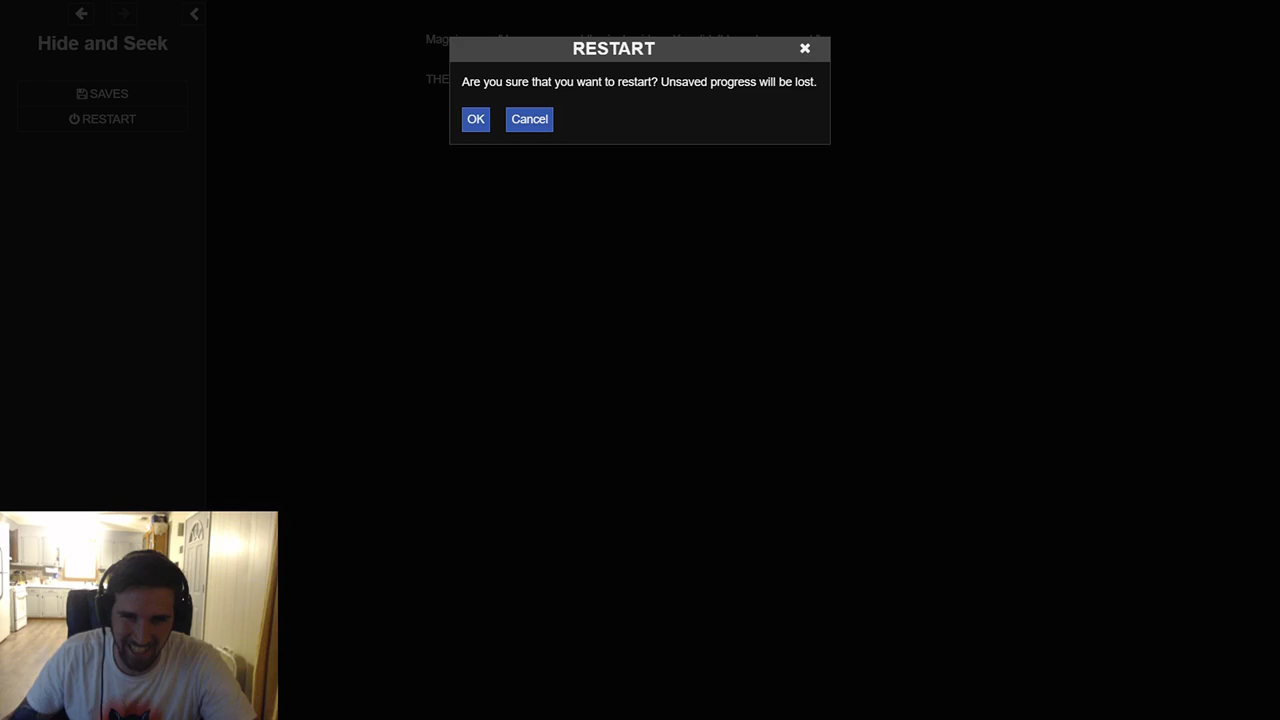 Hide and Seek
SAVES
RESTART
RESTART
Are you sure that you want to restart? Unsaved progress will be lost.
OK
Cancel
THE